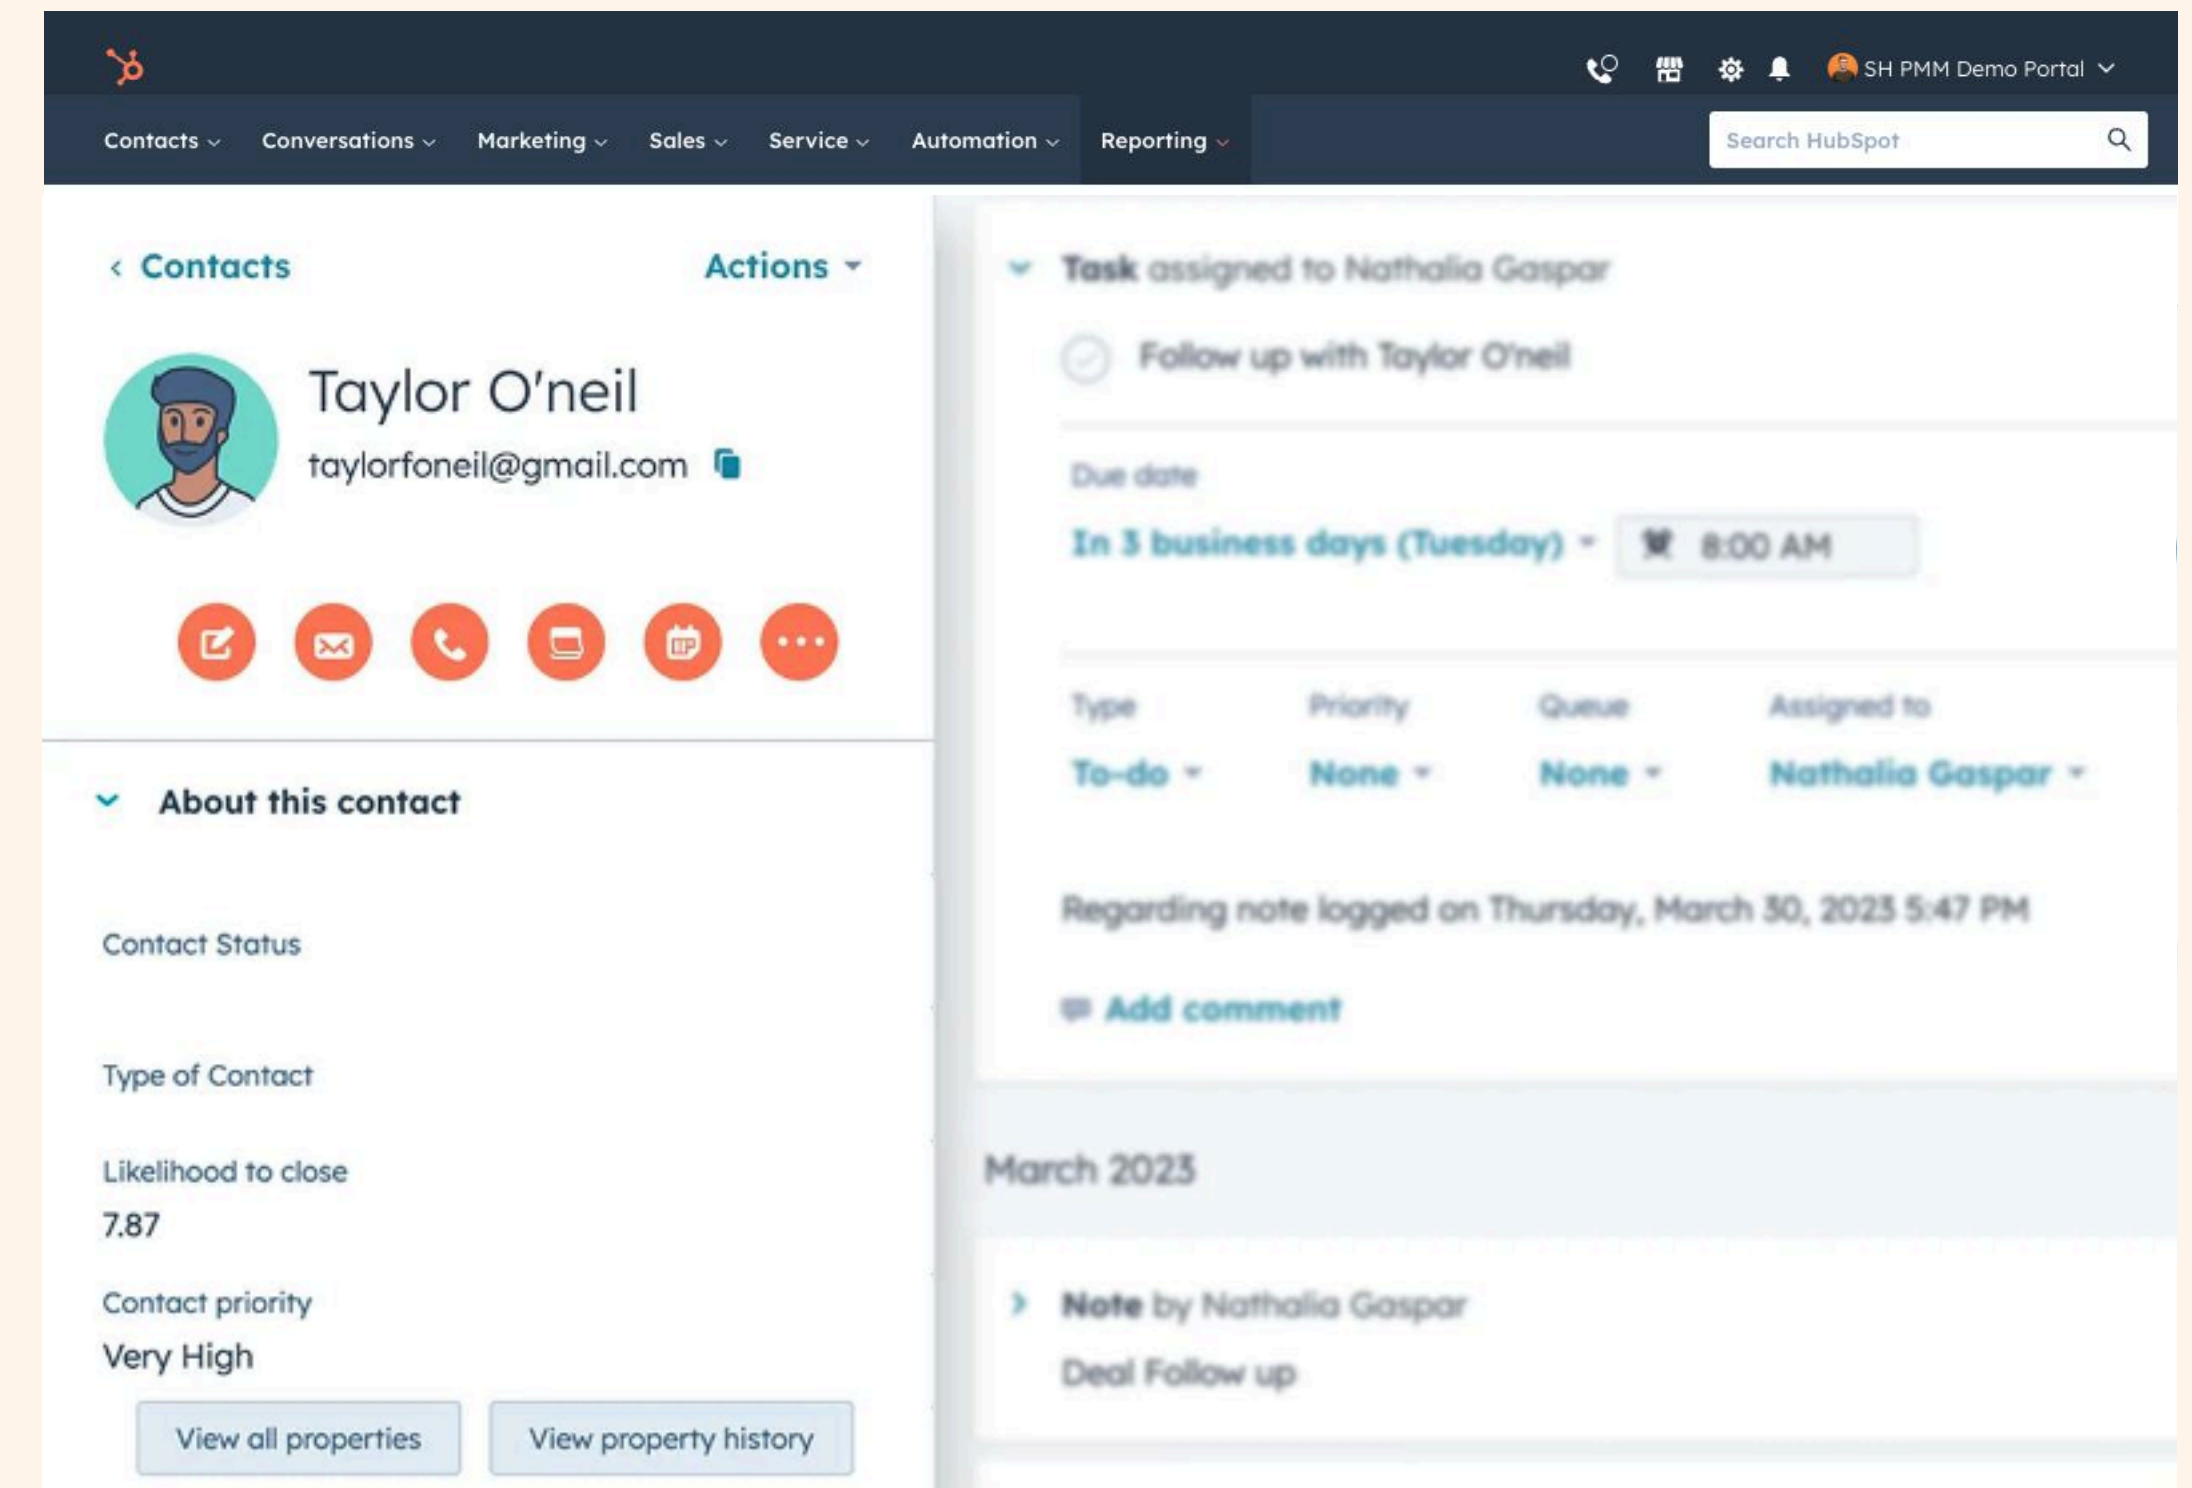 SH PMM Demo Portal
Contacts Conversations Marketing Sales Service Automation Reporting
Search HubSpot
Contacts
Actions
Taylor O'neil
taylorfoneil@gmail.com
About this contact
Contact Status
Type of Contact
Likelihood to close
7.87
Contact priority
Very High
View all properties
View property history
Task assigned to Nathalia Gaspar
Follow up with Taylor O'neil
Due date
In 3 business days (Tuesday)
8:00 AM
Type Priority Queue Assigned to
To-do None None Nathalia Gaspar
Regarding note logged on Thursday, March 30, 2023 5:47 PM
Add comment
March 2023
Note by Nathalia Gaspar
Deal Follow up